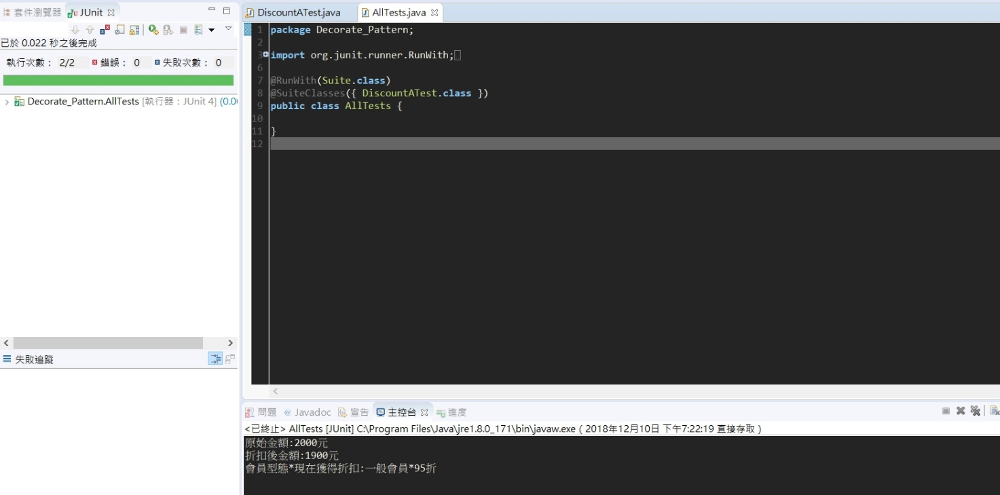 套件瀏覽器 JUnit
已於 0.022 秒之後完成
執行次數： 2/2 錯誤： 0 失敗次數： 0
Decorate_Pattern.AllTests [執行器：JUnit 4] (0.0
失敗追蹤
DiscountATest.java AllTests.java
1 package Decorate_Pattern;
2
3 import org.junit.runner.RunWith;
6
7 @RunWith(Suite.class)
8 @SuiteClasses({ DiscountATest.class })
9 public class AllTests {
10
11 }
12
問題 @ Javadoc 宣告 主控台 進度
<已終止> AllTests [JUnit] C:\Program Files\Java\jre1.8.0_171\bin\javaw.exe ( 2018年12月10日 下午7:22:19 直接存取 )
原始金額:2000元
折扣後金額:1900元
會員型態*現在獲得折扣:一般會員*95折